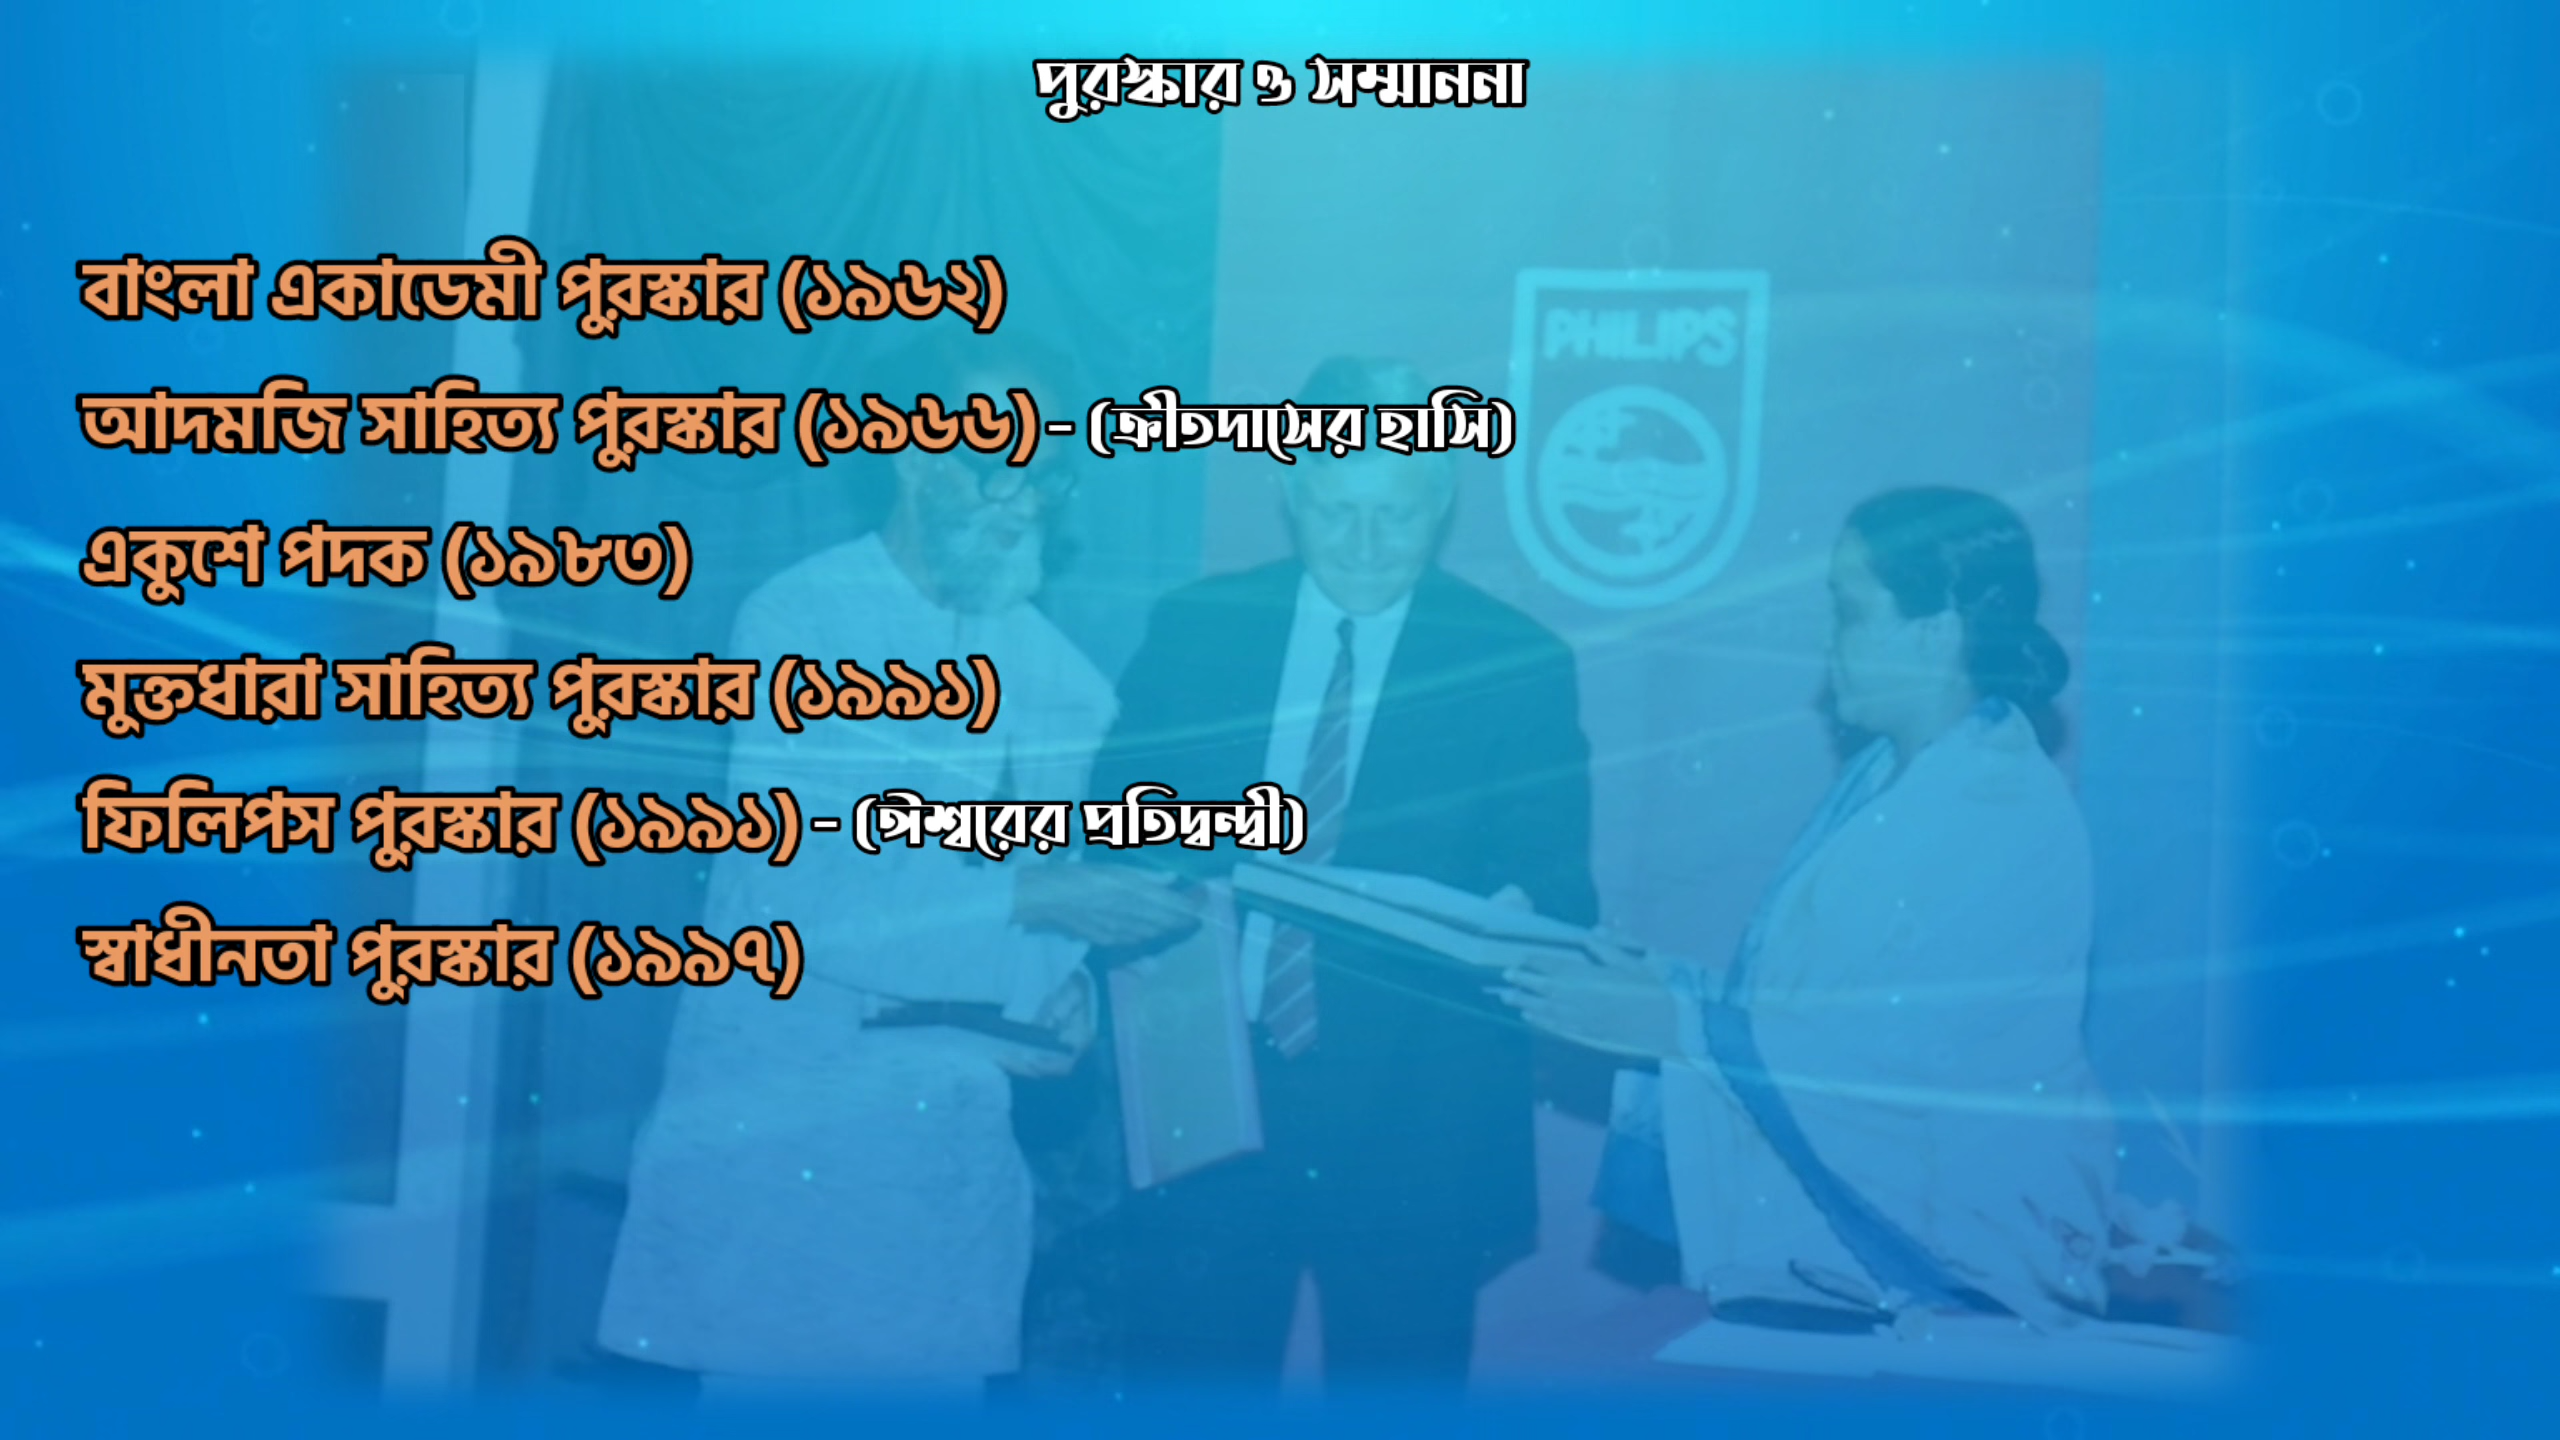 পুরস্কার ও সম্মাননা
বাংলা একাডেমী পুরস্কার (১৯৬২)
PHILIPS
আদমজি সাহিত্য পুরস্কার (১৯৬৬) - (ক্রীতদাসের হাসি)
একুশে পদক (১৯৮৩)
মুক্তধারা সাহিত্য পুরস্কার (১৯৯১)
ফিলিপস পুরস্কার (১৯৯১) - (ঈশ্বরের প্রতিদ্বন্দ্বী)
স্বাধীনতা পুরস্কার (১৯৯৭)